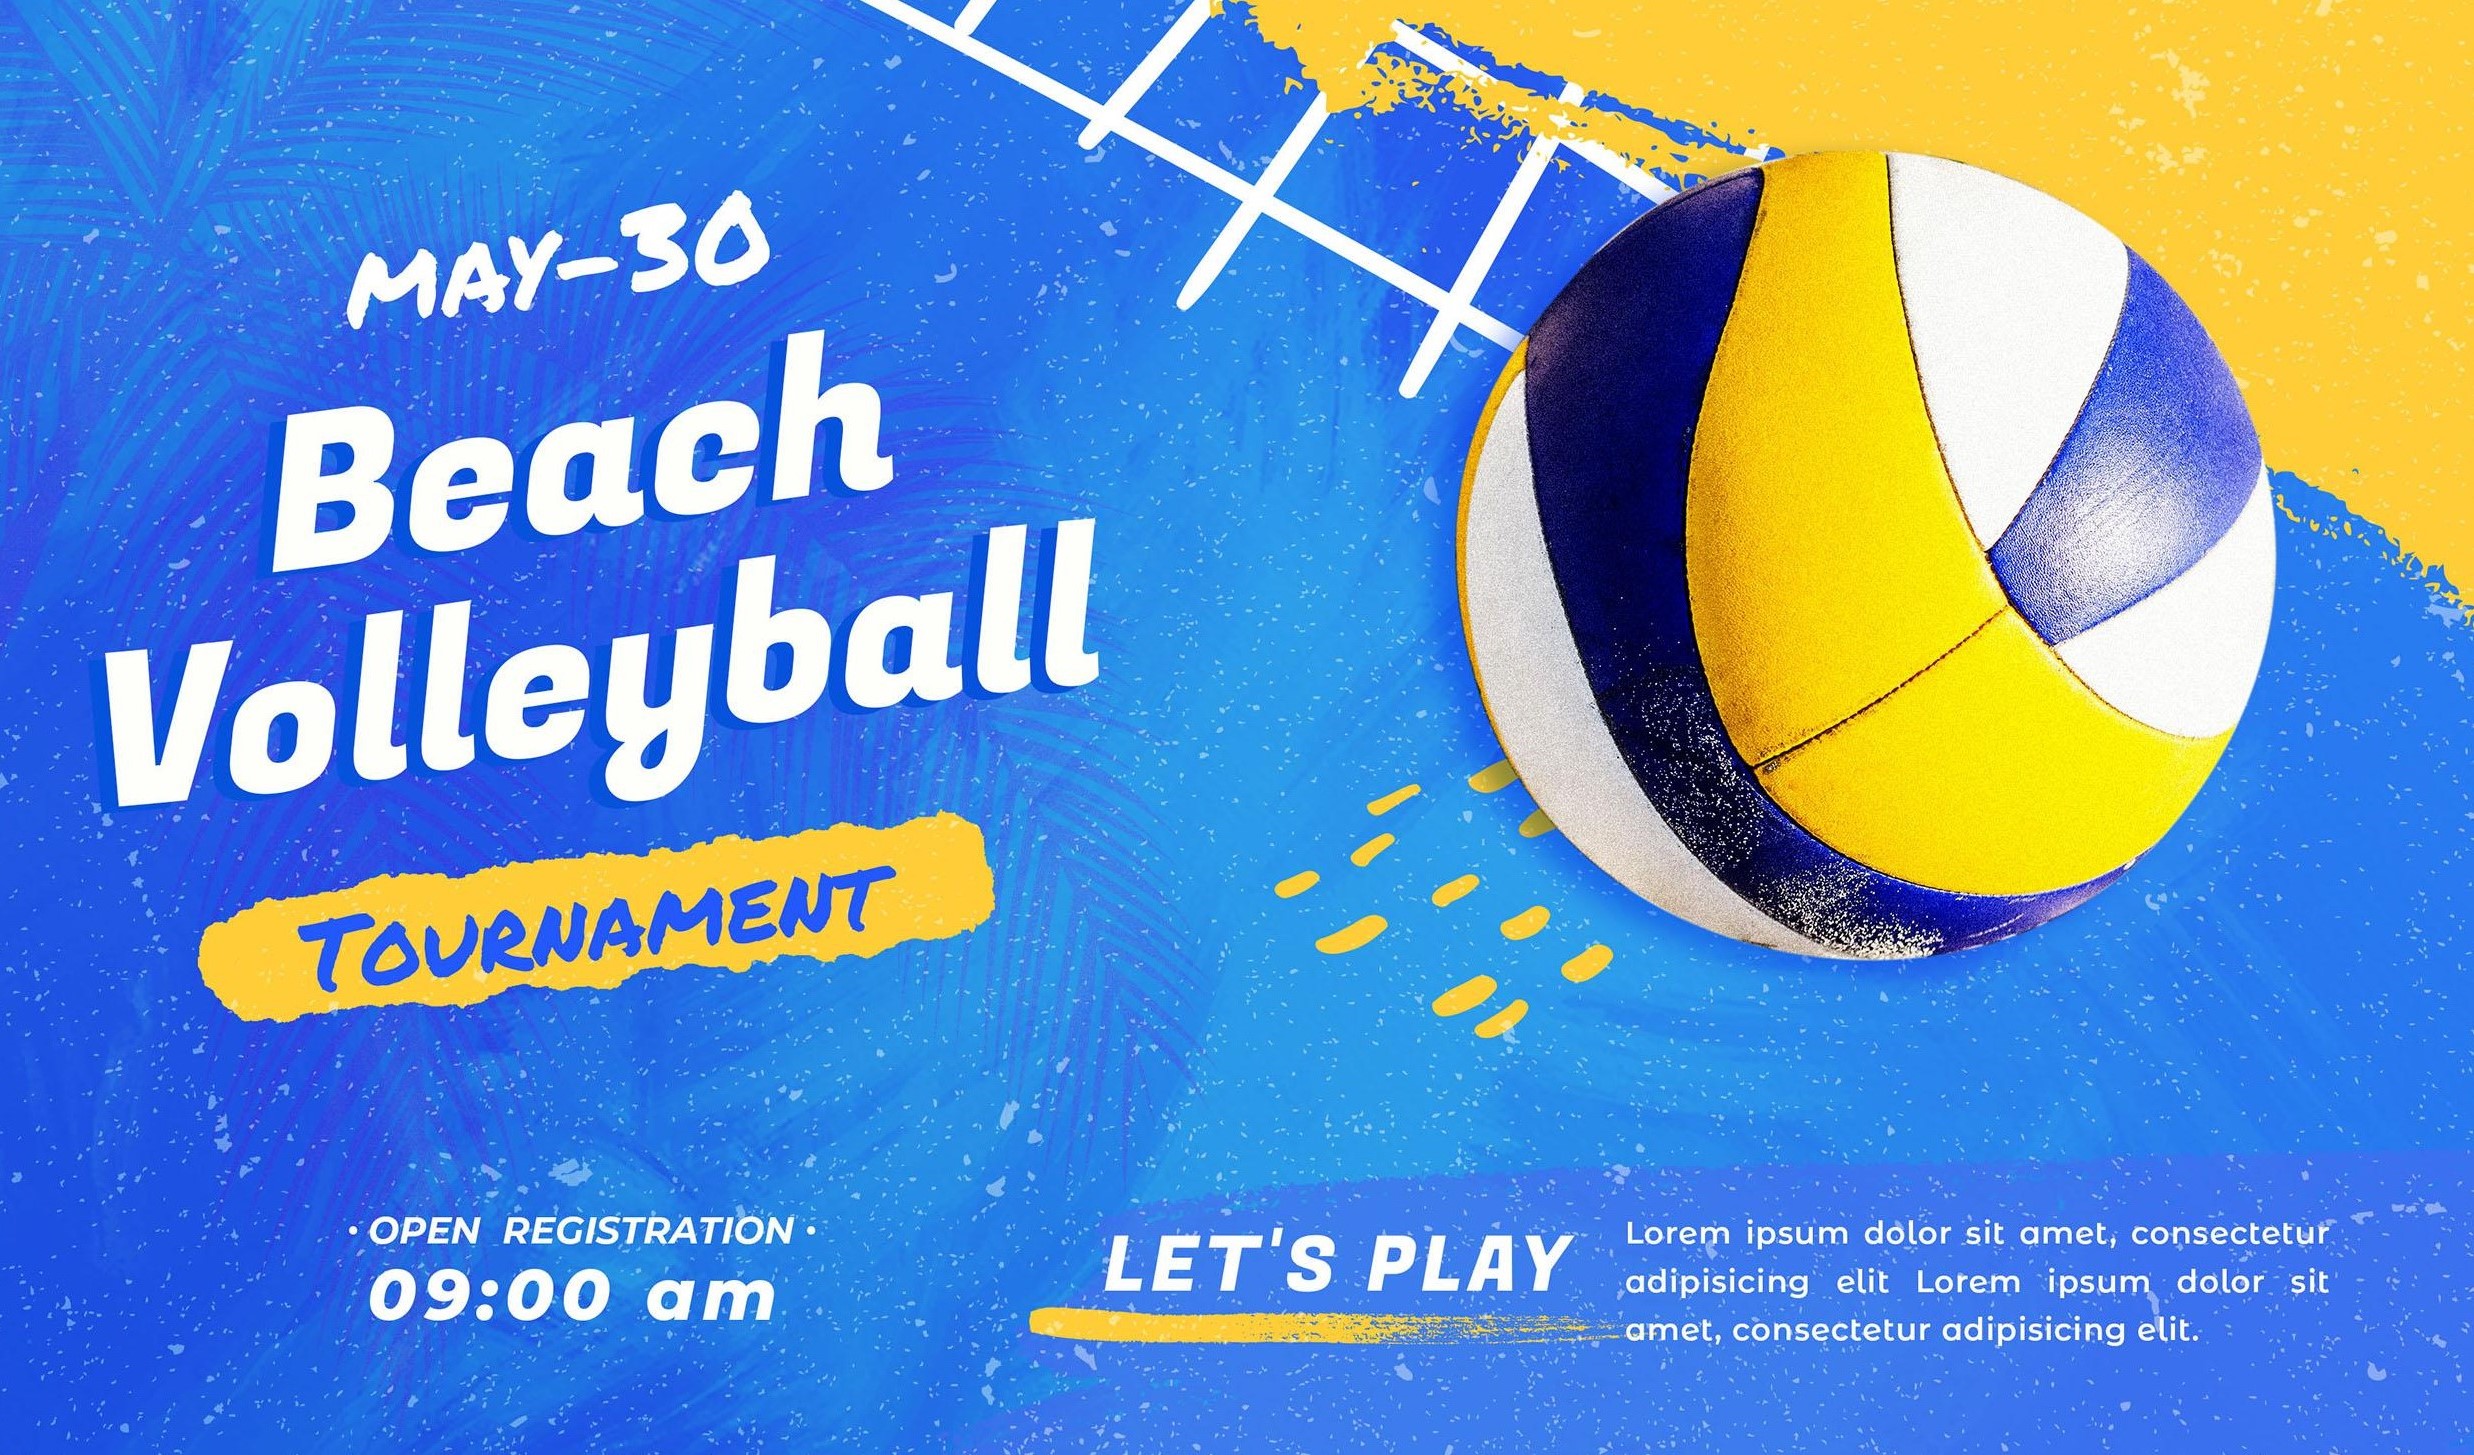 MAY-30
Beach
Volleyball
TOURNAMENT
• OPEN REGISTRATION •
09:00 am
LET'S PLAY
Lorem ipsum dolor sit amet, consectetur
adipisicing elit Lorem ipsum dolor sit
amet, consectetur adipisicing elit.